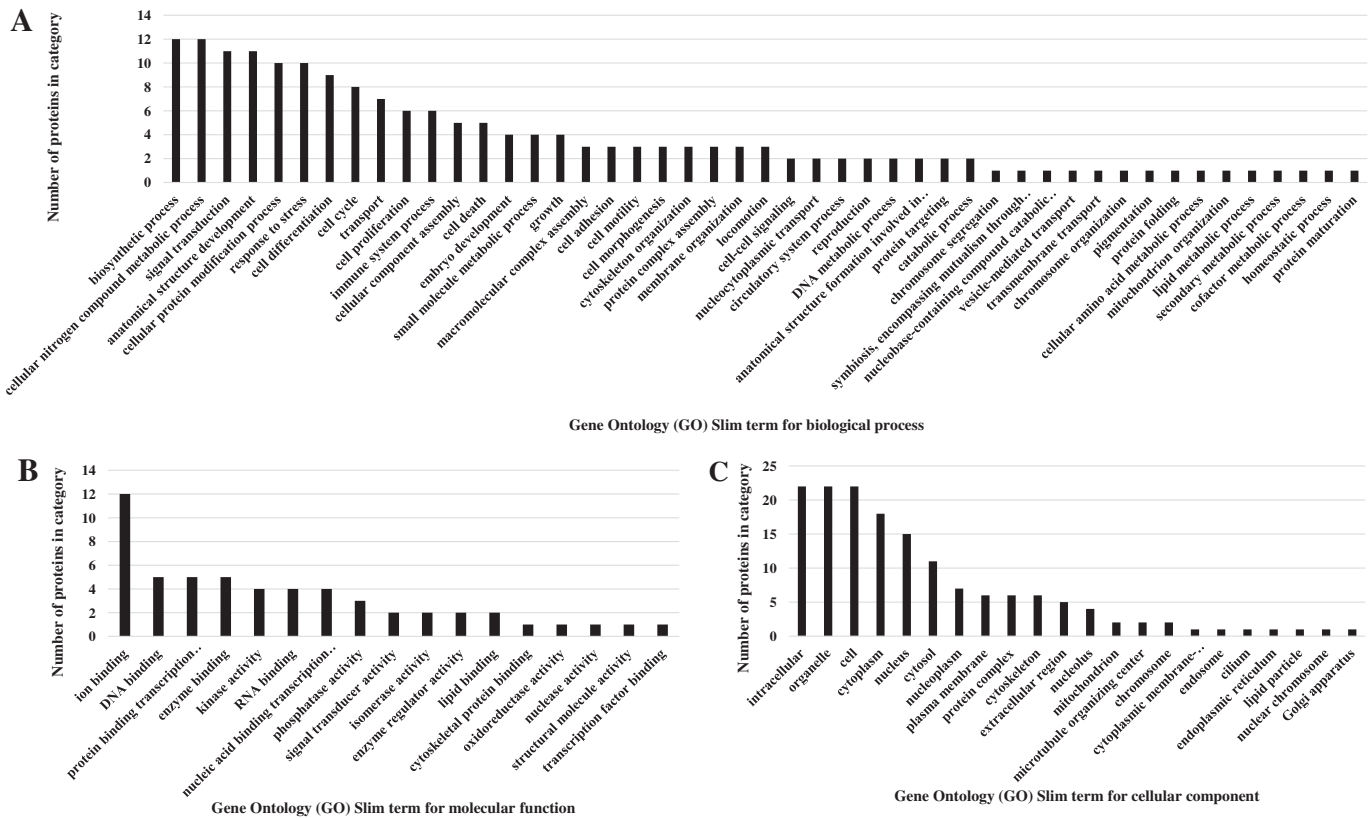 A
Number of proteins in category
14
12
10
8
6
4
2
0
biosynthetic process
cellular nitrogen compound metabolic process
signal transduction
anatomical structure development
cellular protein modification process
response to stress
cell differentiation
cell cycle
transport
cell proliferation
immune system process
cellular component assembly
cell death
embryo development
small molecule metabolic process
growth
macromolecular complex assembly
cell adhesion
cell motility
cell morphogenesis
cytoskeleton organization
protein complex assembly
membrane organization
locomotion
cell-cell signaling
nucleocytoplasmic transport
circulatory system process
reproduction
DNA metabolic process
anatomical structure formation involved in..
protein targeting
catabolic process
chromosome segregation
symbiosis, encompassing mutualism through..
nucleobase-containing compound catabolic..
vesicle-mediated transport
transmembrane transport
chromosome organization
pigmentation
protein folding
cellular amino acid metabolic process
mitochondrion organization
lipid metabolic process
secondary metabolic process
cofactor metabolic process
homeostatic process
protein maturation
Gene Ontology (GO) Slim term for biological process
B
Number of proteins in category
14
12
10
8
6
4
2
0
ion binding
DNA binding
protein binding transcription..
enzyme binding
kinase activity
RNA binding
nucleic acid binding transcription..
phosphatase activity
signal transducer activity
isomerase activity
enzyme regulator activity
lipid binding
cytoskeletal protein binding
oxidoreductase activity
nuclease activity
structural molecule activity
transcription factor binding
Gene Ontology (GO) Slim term for molecular function
C
Number of proteins in category
25
20
15
10
5
0
intracellular
organelle
cell
cytoplasm
nucleus
cytosol
nucleoplasm
plasma membrane
protein complex
cytoskeleton
extracellular region
nucleolus
mitochondrion
microtubule organizing center
chromosome
cytoplasmic membrane-..
endosome
cilium
endoplasmic reticulum
lipid particle
nuclear chromosome
Golgi apparatus
Gene Ontology (GO) Slim term for cellular component